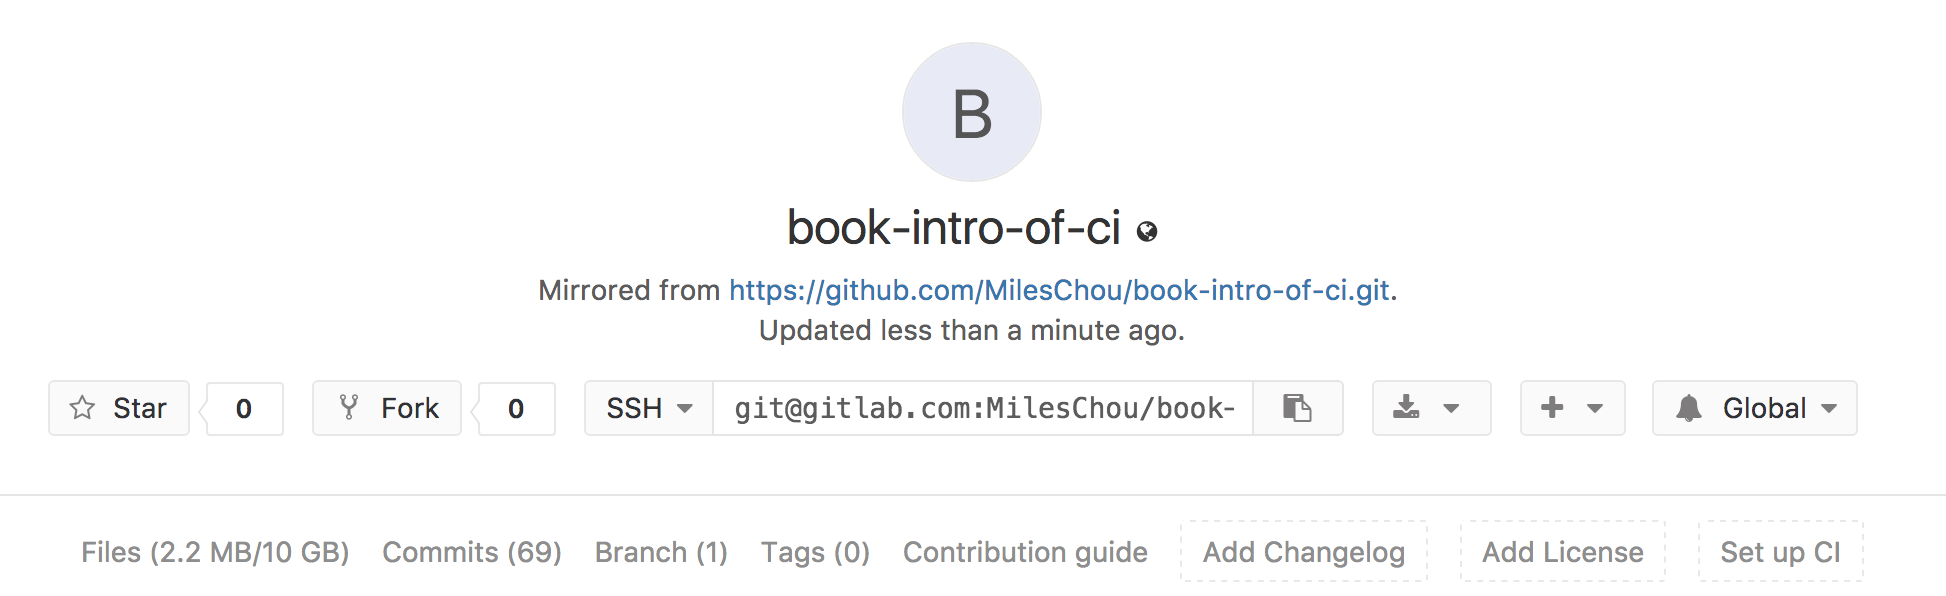 B
book-intro-of-ci
Mirrored from https://github.com/MilesChou/book-intro-of-ci.git.
Updated less than a minute ago.
Star 0 Fork 0 SSH git@gitlab.com:MilesChou/book- Global
Files (2.2 MB/10 GB) Commits (69) Branch (1) Tags (0) Contribution guide Add Changelog Add License Set up CI